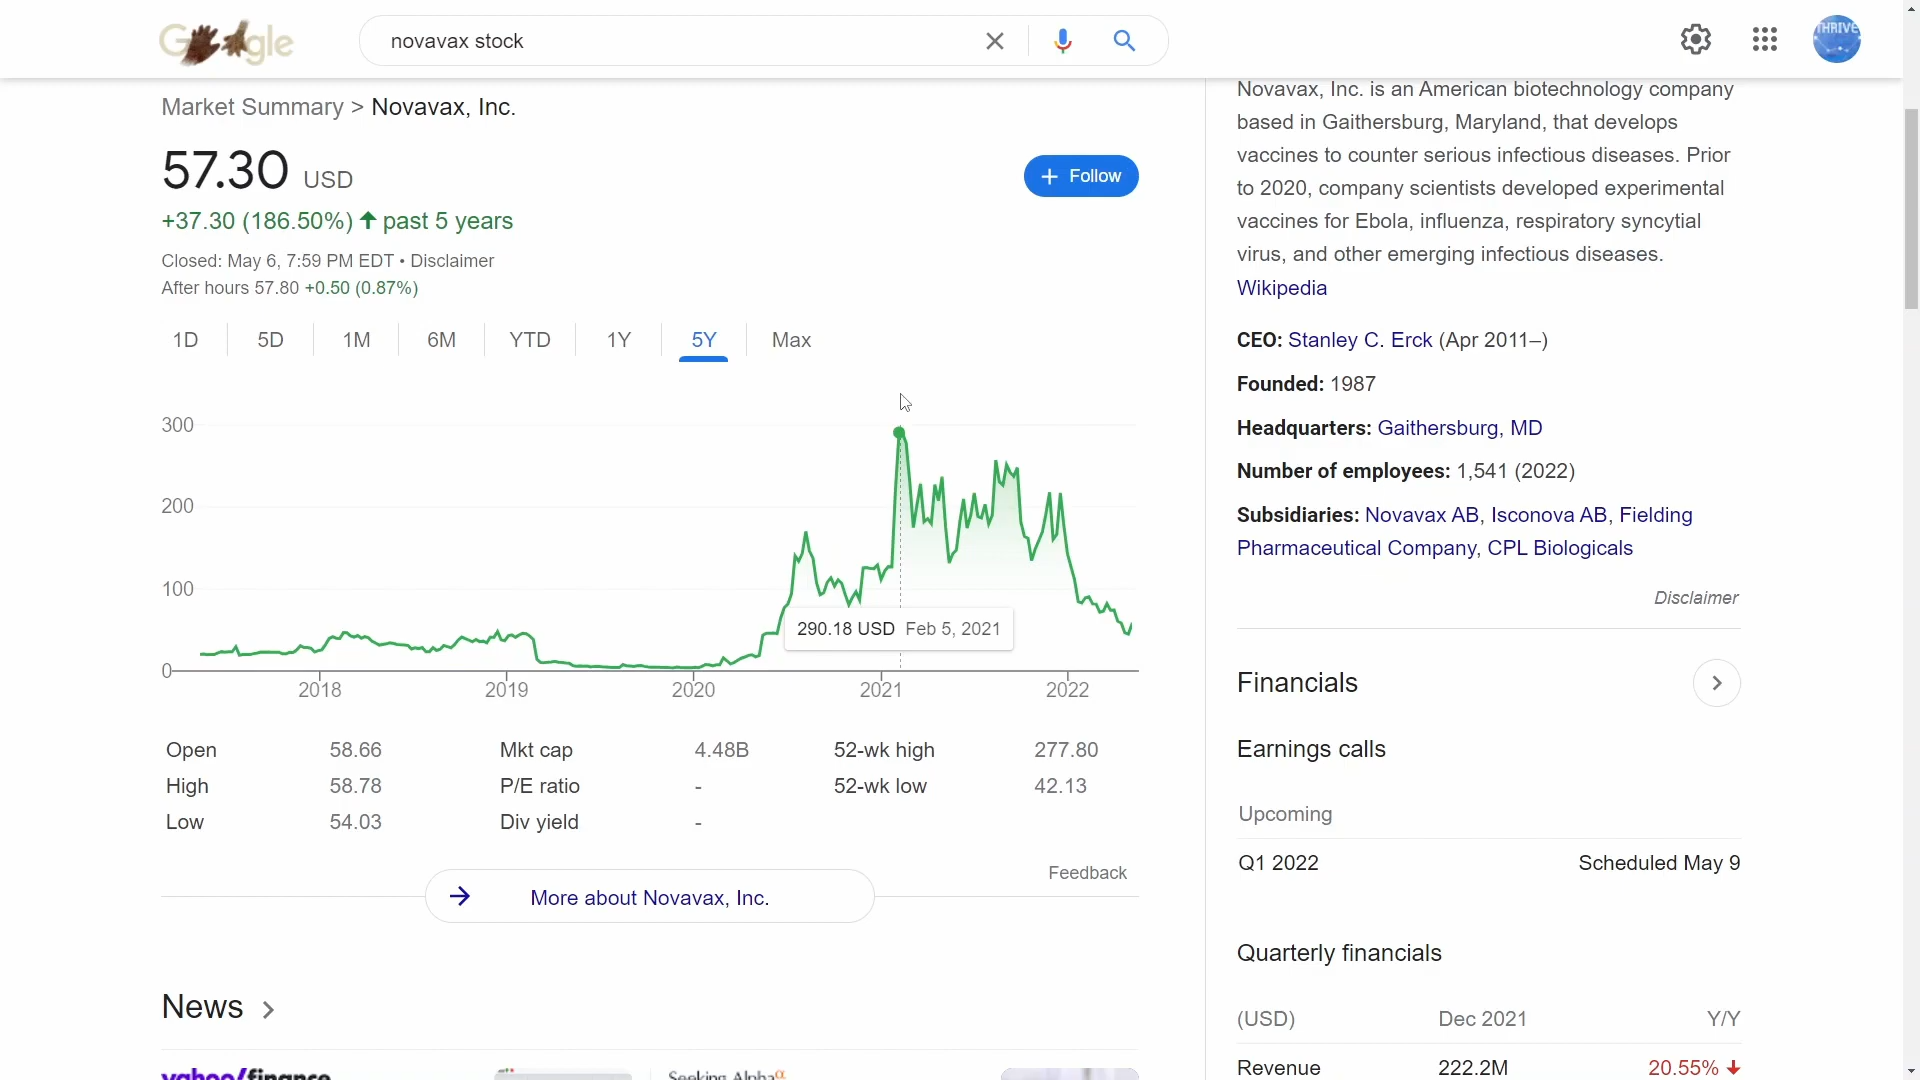 Google
novavax stock
THRIVE
Market Summary > Novavax, Inc.
57.30 USD
+ Follow
+37.30 (186.50%) ↑ past 5 years
Closed: May 6, 7:59 PM EDT • Disclaimer
After hours 57.80 +0.50 (0.87%)
1D 5D 1M 6M YTD 1Y 5Y Max
300
200
100
0
290.18 USD Feb 5, 2021
2018 2019 2020 2021 2022
Open 58.66 Mkt cap 4.48B 52-wk high 277.80
High 58.78 P/E ratio - 52-wk low 42.13
Low 54.03 Div yield -
Feedback
More about Novavax, Inc.
News >
yahoo/finance
Seeking Alphaα
Novavax, Inc. is an American biotechnology company
based in Gaithersburg, Maryland, that develops
vaccines to counter serious infectious diseases. Prior
to 2020, company scientists developed experimental
vaccines for Ebola, influenza, respiratory syncytial
virus, and other emerging infectious diseases.
Wikipedia
CEO: Stanley C. Erck (Apr 2011–)
Founded: 1987
Headquarters: Gaithersburg, MD
Number of employees: 1,541 (2022)
Subsidiaries: Novavax AB, Isconova AB, Fielding
Pharmaceutical Company, CPL Biologicals
Disclaimer
Financials
Earnings calls
Upcoming
Q1 2022 Scheduled May 9
Quarterly financials
(USD) Dec 2021 Y/Y
Revenue 222.2M 20.55% ↓